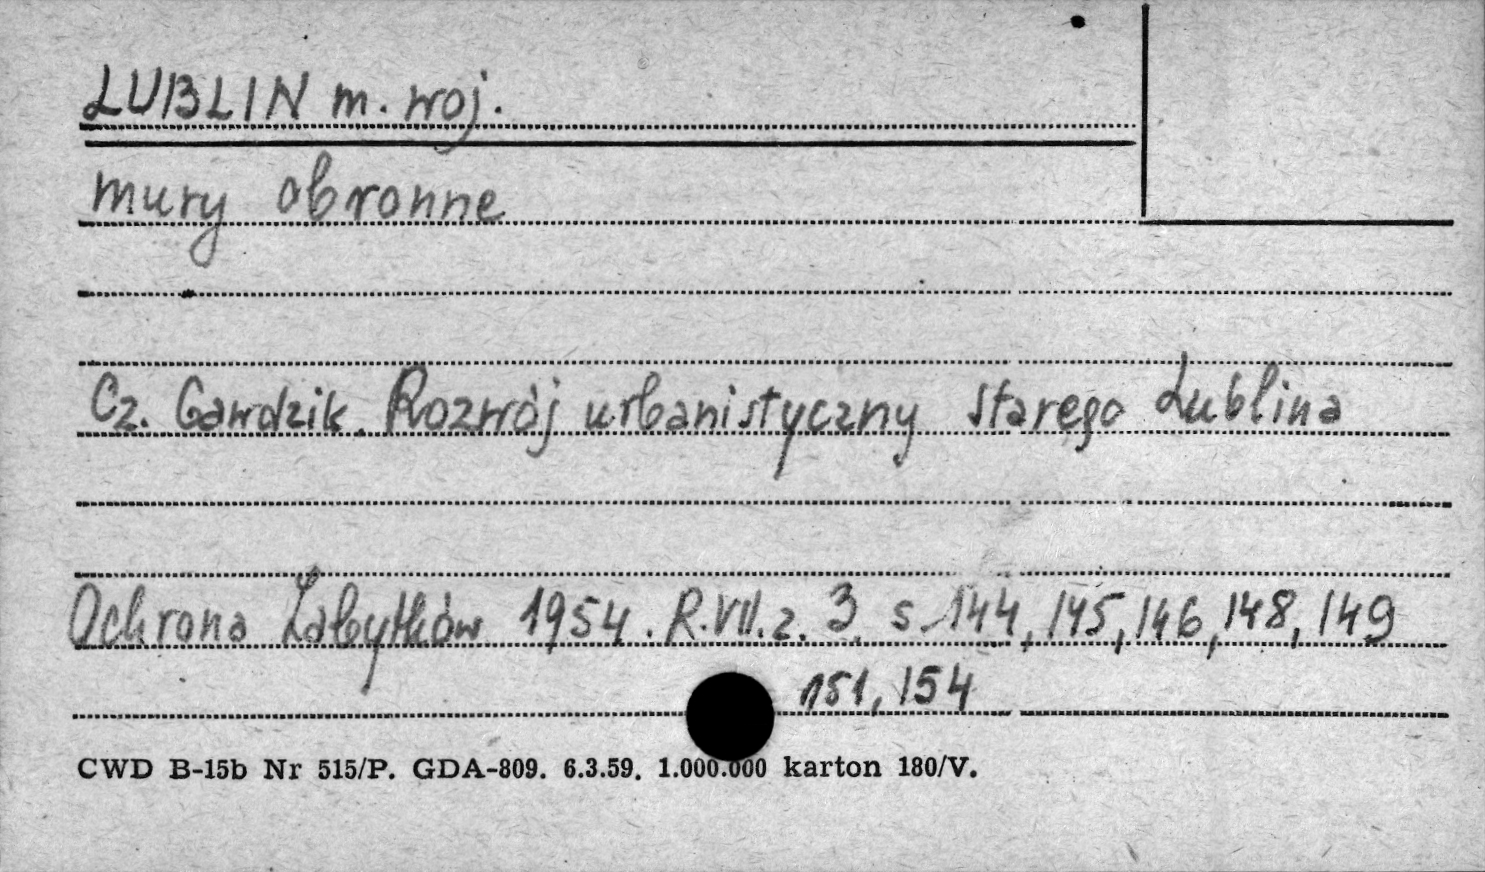 LUBLIN m. woj.
mury obronne
Cz. Gawdzik. Rozwój urbanistyczny starego Lublina
Ochrona Zabytków 1954. R. VII. z. 3. s. 144, 145, 146, 148, 149
151, 154
CWD B-15b Nr 515/P. GDA-809. 6.3.59. 1.000.000 karton 180/V.